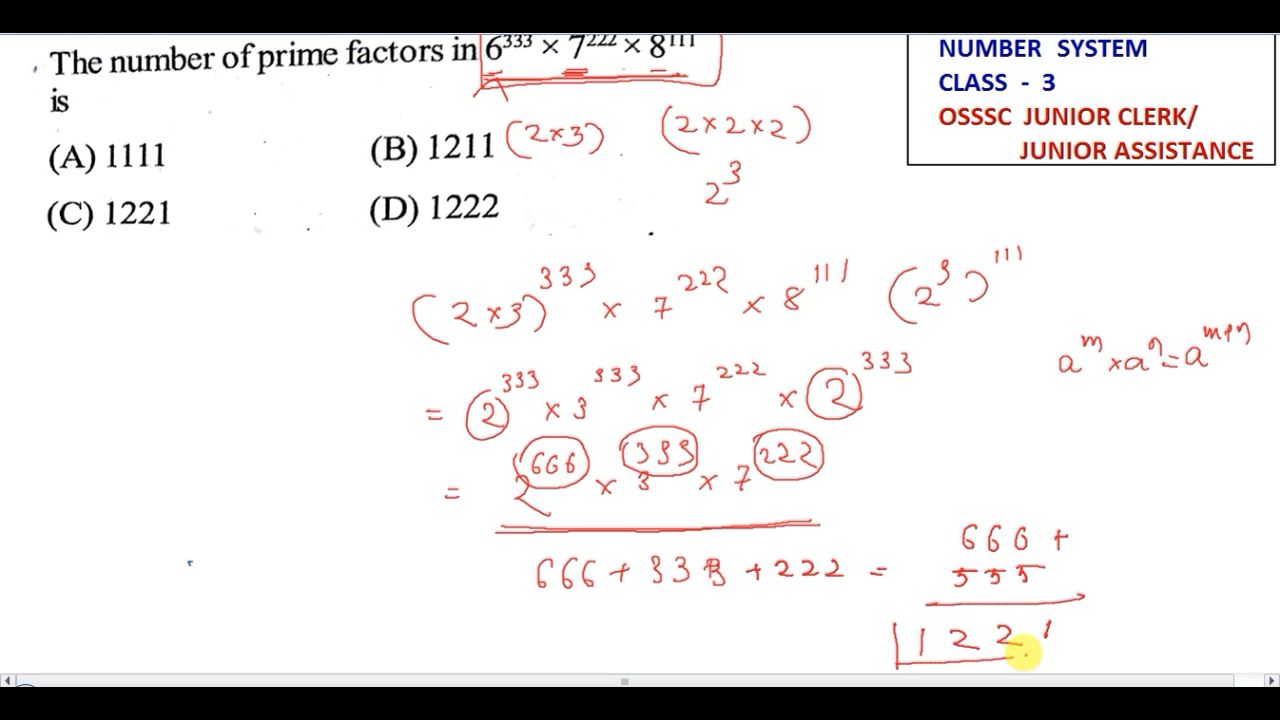 The number of prime factors in 6³³³ × 7²²² × 8¹¹¹
is
(A) 1111
(B) 1211
(C) 1221
(D) 1222
NUMBER SYSTEM
CLASS - 3
OSSSC JUNIOR CLERK/
JUNIOR ASSISTANCE
(2×3)
(2×2×2)
2³
(2×3)³³³ × 7²²² × 8¹¹¹ (2³)¹¹¹
aᵐ × aⁿ = aᵐ⁺ⁿ
= 2³³³ × 3³³³ × 7²²² × 2³³³
= 2⁶⁶⁶ × 3³³³ × 7²²²
666 + 333 + 222 =
666 +
555
1221